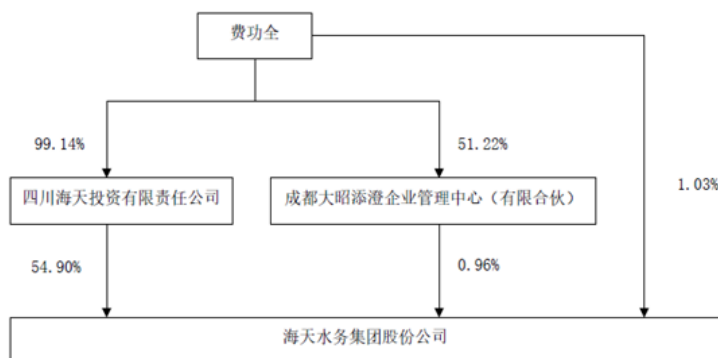 费功全
99.14%
51.22%
1.03%
四川海天投资有限责任公司
成都大昭添澄企业管理中心（有限合伙）
54.90%
0.96%
海天水务集团股份公司